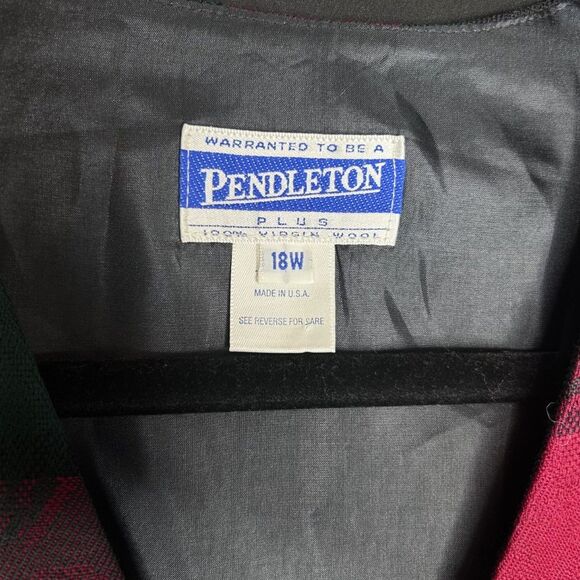 WARRANTED TO BE A
PENDLETON
PLUS
100% VIRGIN WOOL
18W
MADE IN U.S.A.
SEE REVERSE FOR CARE